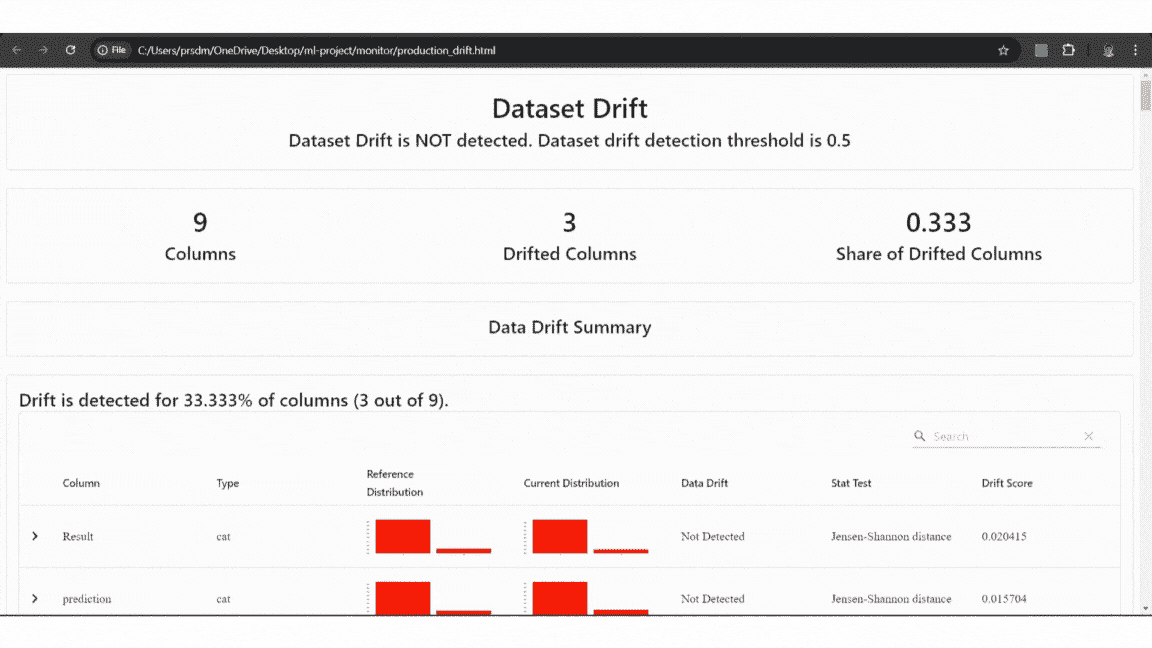 File C:/Users/prsdm/OneDrive/Desktop/ml-project/monitor/production_drift.html
Dataset Drift
Dataset Drift is NOT detected. Dataset drift detection threshold is 0.5
9 3 0.333
Columns Drifted Columns Share of Drifted Columns
Data Drift Summary
Drift is detected for 33.333% of columns (3 out of 9).
Search
Column Type Reference Distribution Current Distribution Data Drift Stat Test Drift Score
Result cat Not Detected Jensen-Shannon distance 0.020415
prediction cat Not Detected Jensen-Shannon distance 0.015704